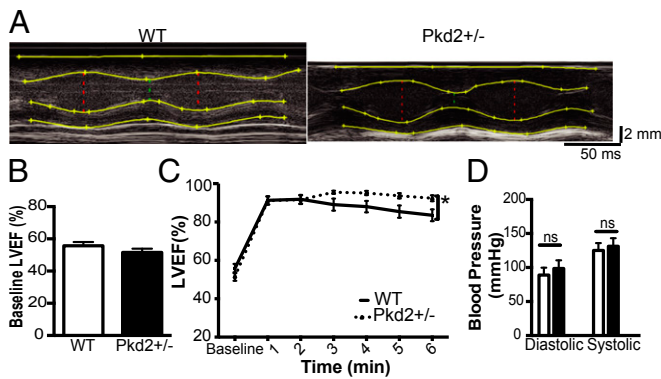 A
WT
Pkd2+/-
2 mm
50 ms
B
Baseline LVEF (%)
80
60
40
20
0
WT
Pkd2+/-
C
LVEF(%)
100
80
60
40
20
*
WT
Pkd2+/-
Baseline
1
2
3
4
5
6
Time (min)
D
Blood Pressure
(mmHg)
200
150
100
50
0
ns
ns
Diastolic
Systolic